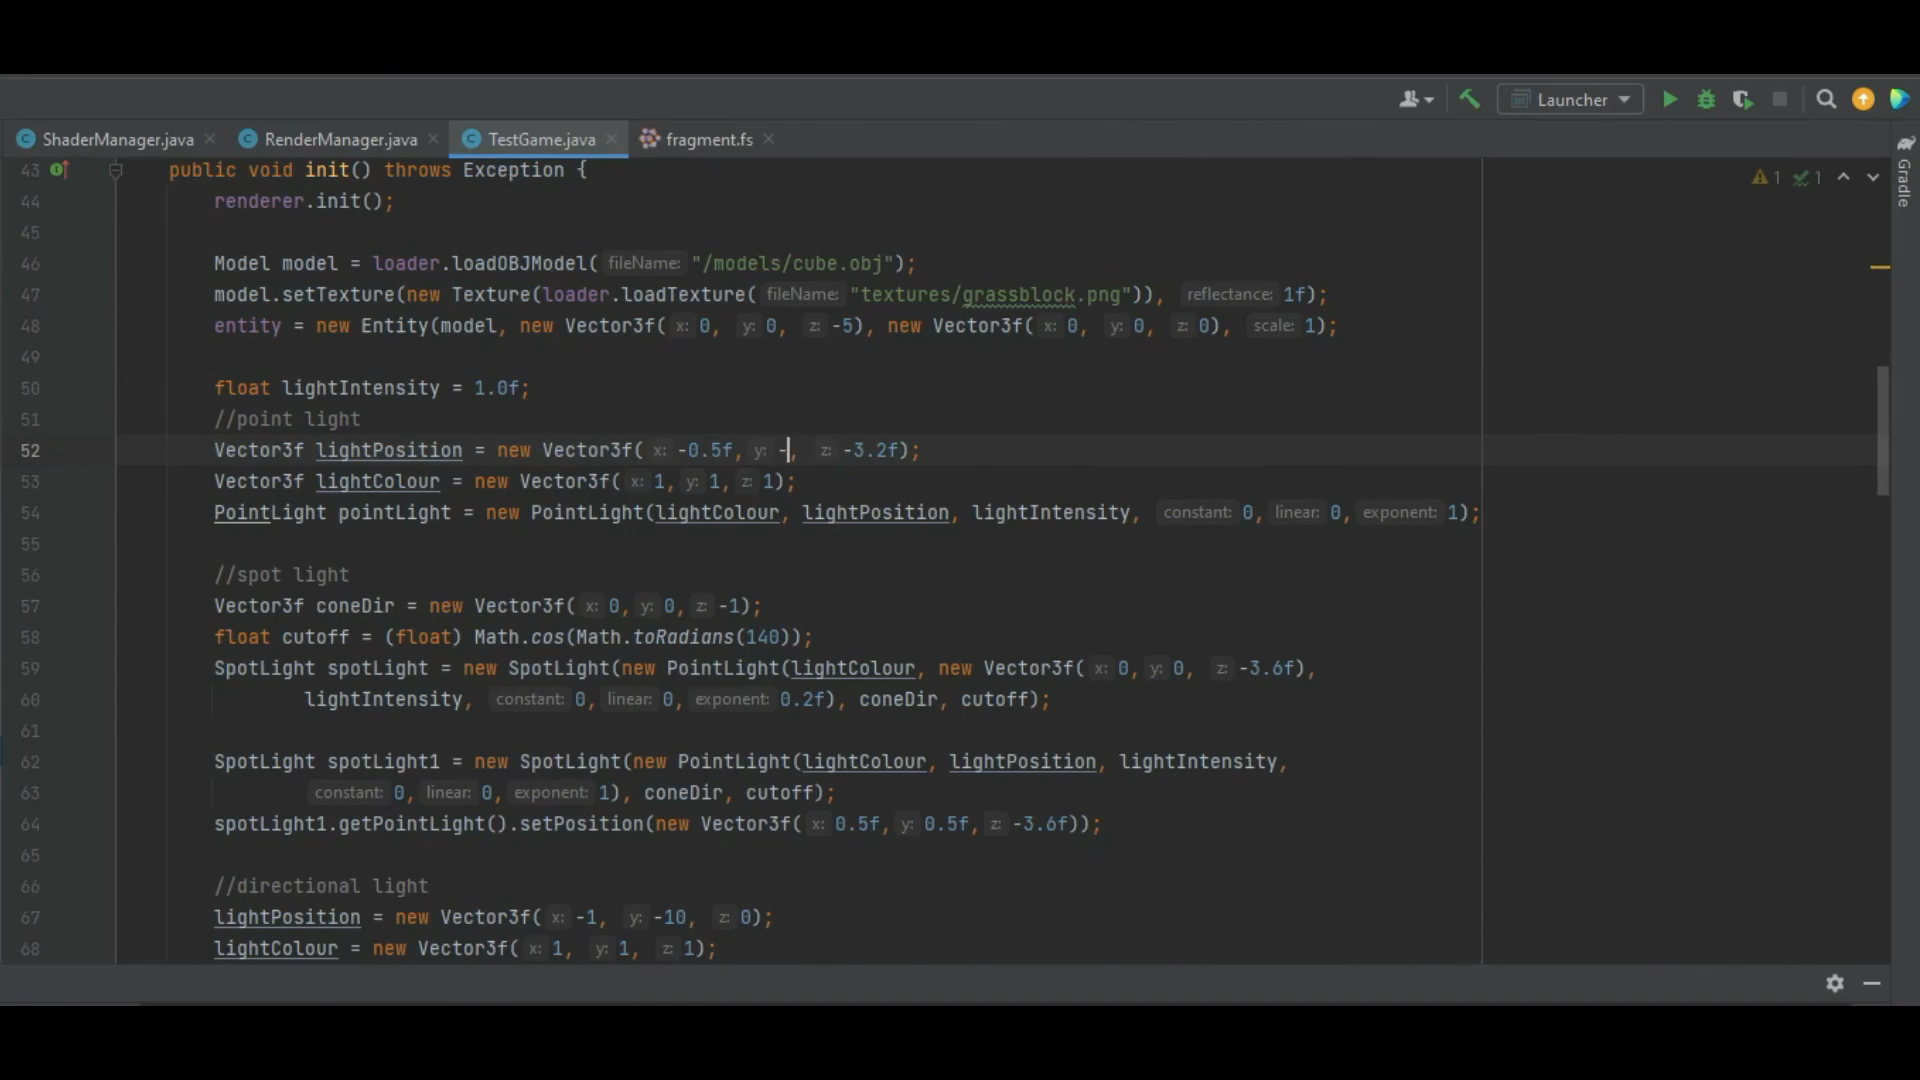 Launcher
ShaderManager.java
RenderManager.java
TestGame.java
fragment.fs
1 1
Gradle
43 public void init() throws Exception {
44 renderer.init();
45
46 Model model = loader.loadOBJModel( fileName: "/models/cube.obj");
47 model.setTexture(new Texture(loader.loadTexture( fileName: "textures/grassblock.png")), reflectance: 1f);
48 entity = new Entity(model, new Vector3f( x: 0, y: 0, z: -5), new Vector3f( x: 0, y: 0, z: 0), scale: 1);
49
50 float lightIntensity = 1.0f;
51 //point light
52 Vector3f lightPosition = new Vector3f( x: -0.5f, y: -, z: -3.2f);
53 Vector3f lightColour = new Vector3f( x: 1, y: 1, z: 1);
54 PointLight pointLight = new PointLight(lightColour, lightPosition, lightIntensity, constant: 0, linear: 0, exponent: 1);
55
56 //spot light
57 Vector3f coneDir = new Vector3f( x: 0, y: 0, z: -1);
58 float cutoff = (float) Math.cos(Math.toRadians(140));
59 SpotLight spotLight = new SpotLight(new PointLight(lightColour, new Vector3f( x: 0, y: 0, z: -3.6f),
60 lightIntensity, constant: 0, linear: 0, exponent: 0.2f), coneDir, cutoff);
61
62 SpotLight spotLight1 = new SpotLight(new PointLight(lightColour, lightPosition, lightIntensity,
63 constant: 0, linear: 0, exponent: 1), coneDir, cutoff);
64 spotLight1.getPointLight().setPosition(new Vector3f( x: 0.5f, y: 0.5f, z: -3.6f));
65
66 //directional light
67 lightPosition = new Vector3f( x: -1, y: -10, z: 0);
68 lightColour = new Vector3f( x: 1, y: 1, z: 1);